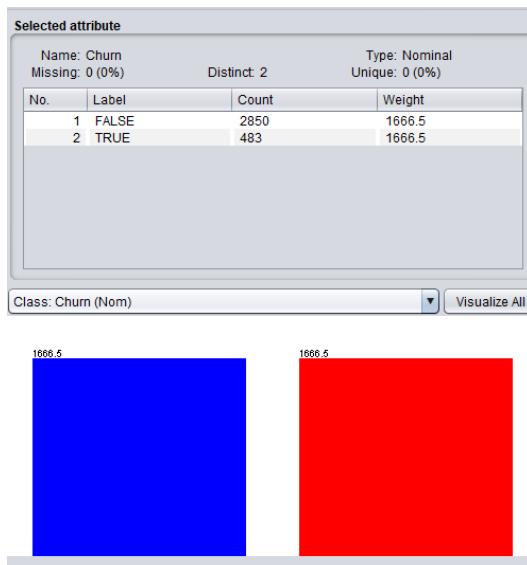 Selected attribute
Name: Churn Type: Nominal
Missing: 0 (0%) Distinct: 2 Unique: 0 (0%)
No. Label Count Weight
1 FALSE 2850 1666.5
2 TRUE 483 1666.5
Class: Churn (Nom) Visualize All
1666.5 1666.5